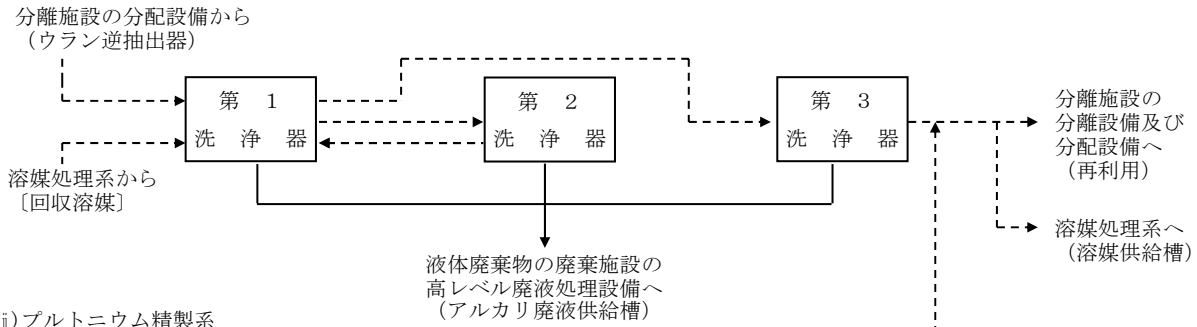 分離施設の分配設備から
（ウラン逆抽出器）
第　1
洗　浄　器
第　2
洗　浄　器
第　3
洗　浄　器
分離施設の
分離設備及び
分配設備へ
（再利用）
溶媒処理系から
〔回収溶媒〕
溶媒処理系へ
（溶媒供給槽）
液体廃棄物の廃棄施設の
高レベル廃液処理設備へ
（アルカリ廃液供給槽）
ⅱ)プルトニウム精製系